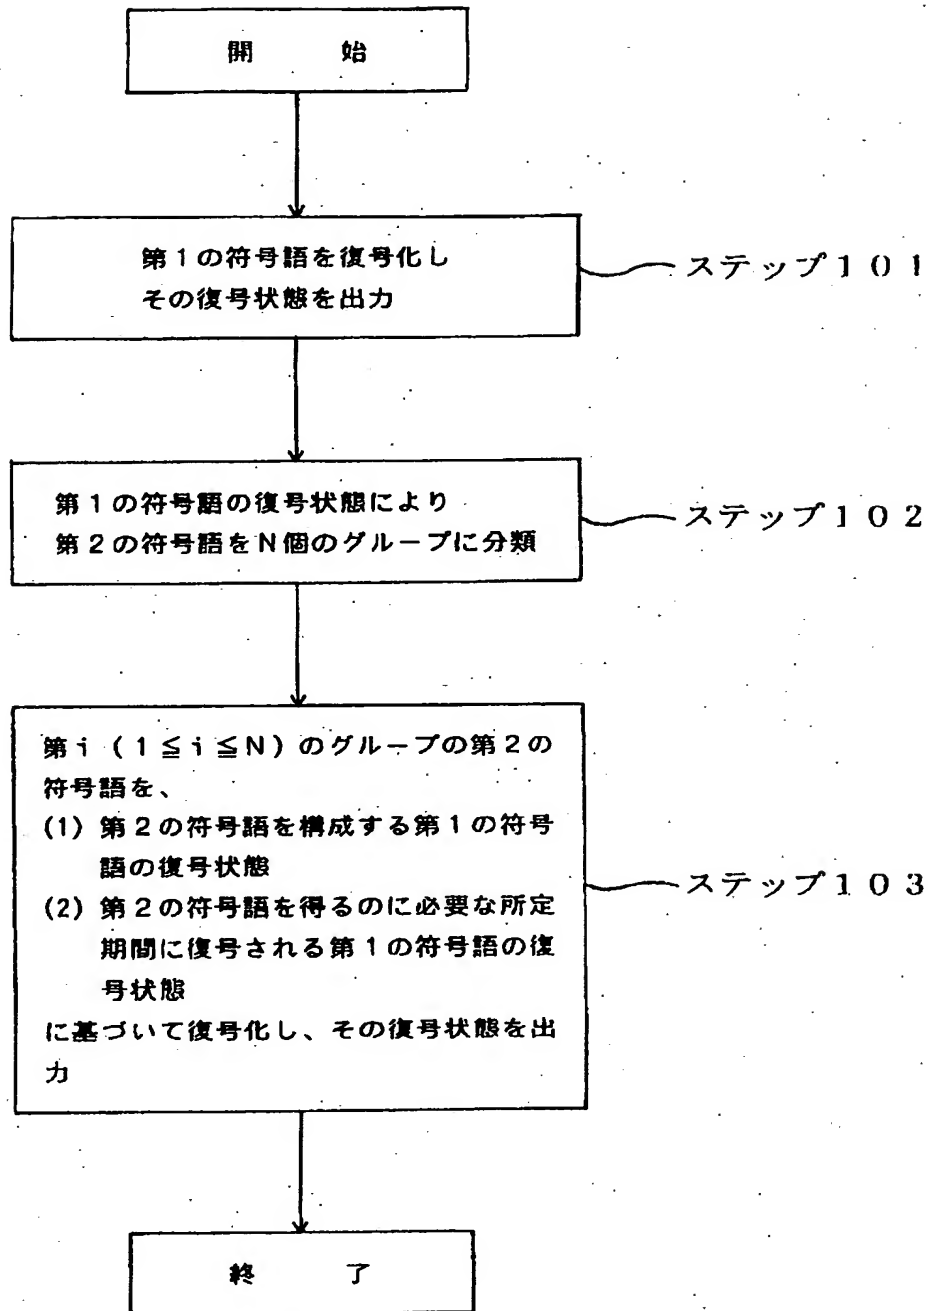 開　　　始
第１の符号語を復号化し
その復号状態を出力
ステップ１０１
第１の符号語の復号状態により
第２の符号語をＮ個のグループに分類
ステップ１０２
第ｉ（１≦ｉ≦Ｎ）のグループの第２の
符号語を、
(1) 第２の符号語を構成する第１の符号
語の復号状態
(2) 第２の符号語を得るのに必要な所定
期間に復号される第１の符号語の復
号状態
に基づいて復号化し、その復号状態を出
力
ステップ１０３
終　　　了